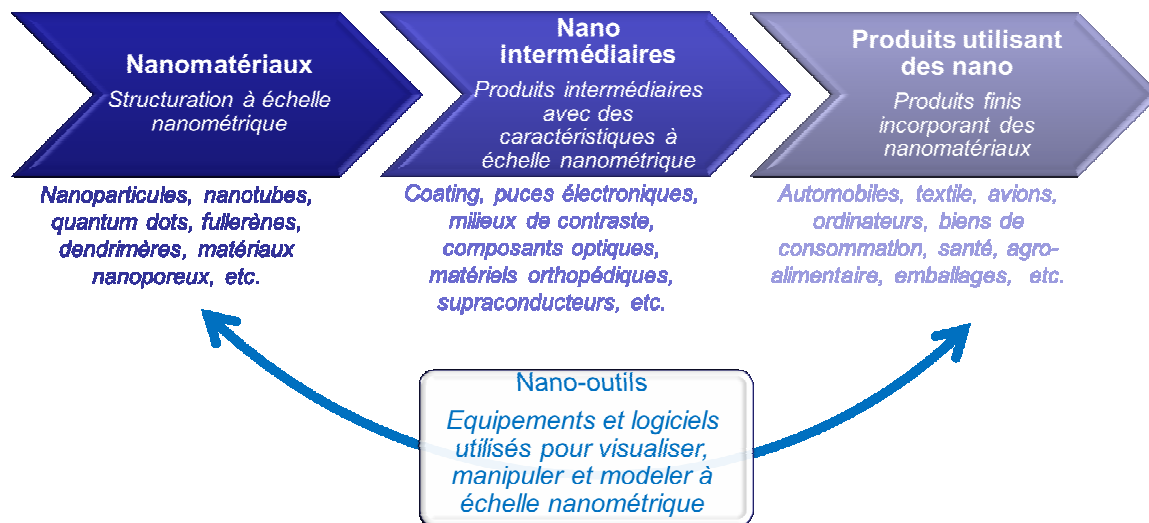 Nanomatériaux
Structuration à échelle
nanométrique
Nano
intermédiaires
Produits intermédiaires
avec des
caractéristiques à
échelle nanométrique
Produits utilisant
des nano
Produits finis
incorporant des
nanomatériaux
Nanoparticules, nanotubes,
quantum dots, fullerènes,
dendrimères, matériaux
nanoporeux, etc.
Coating, puces électroniques,
milieux de contraste,
composants optiques,
matériels orthopédiques,
supraconducteurs, etc.
Automobiles, textile, avions,
ordinateurs, biens de
consommation, santé, agro-
alimentaire, emballages, etc.
Nano-outils
Equipements et logiciels
utilisés pour visualiser,
manipuler et modeler à
échelle nanométrique